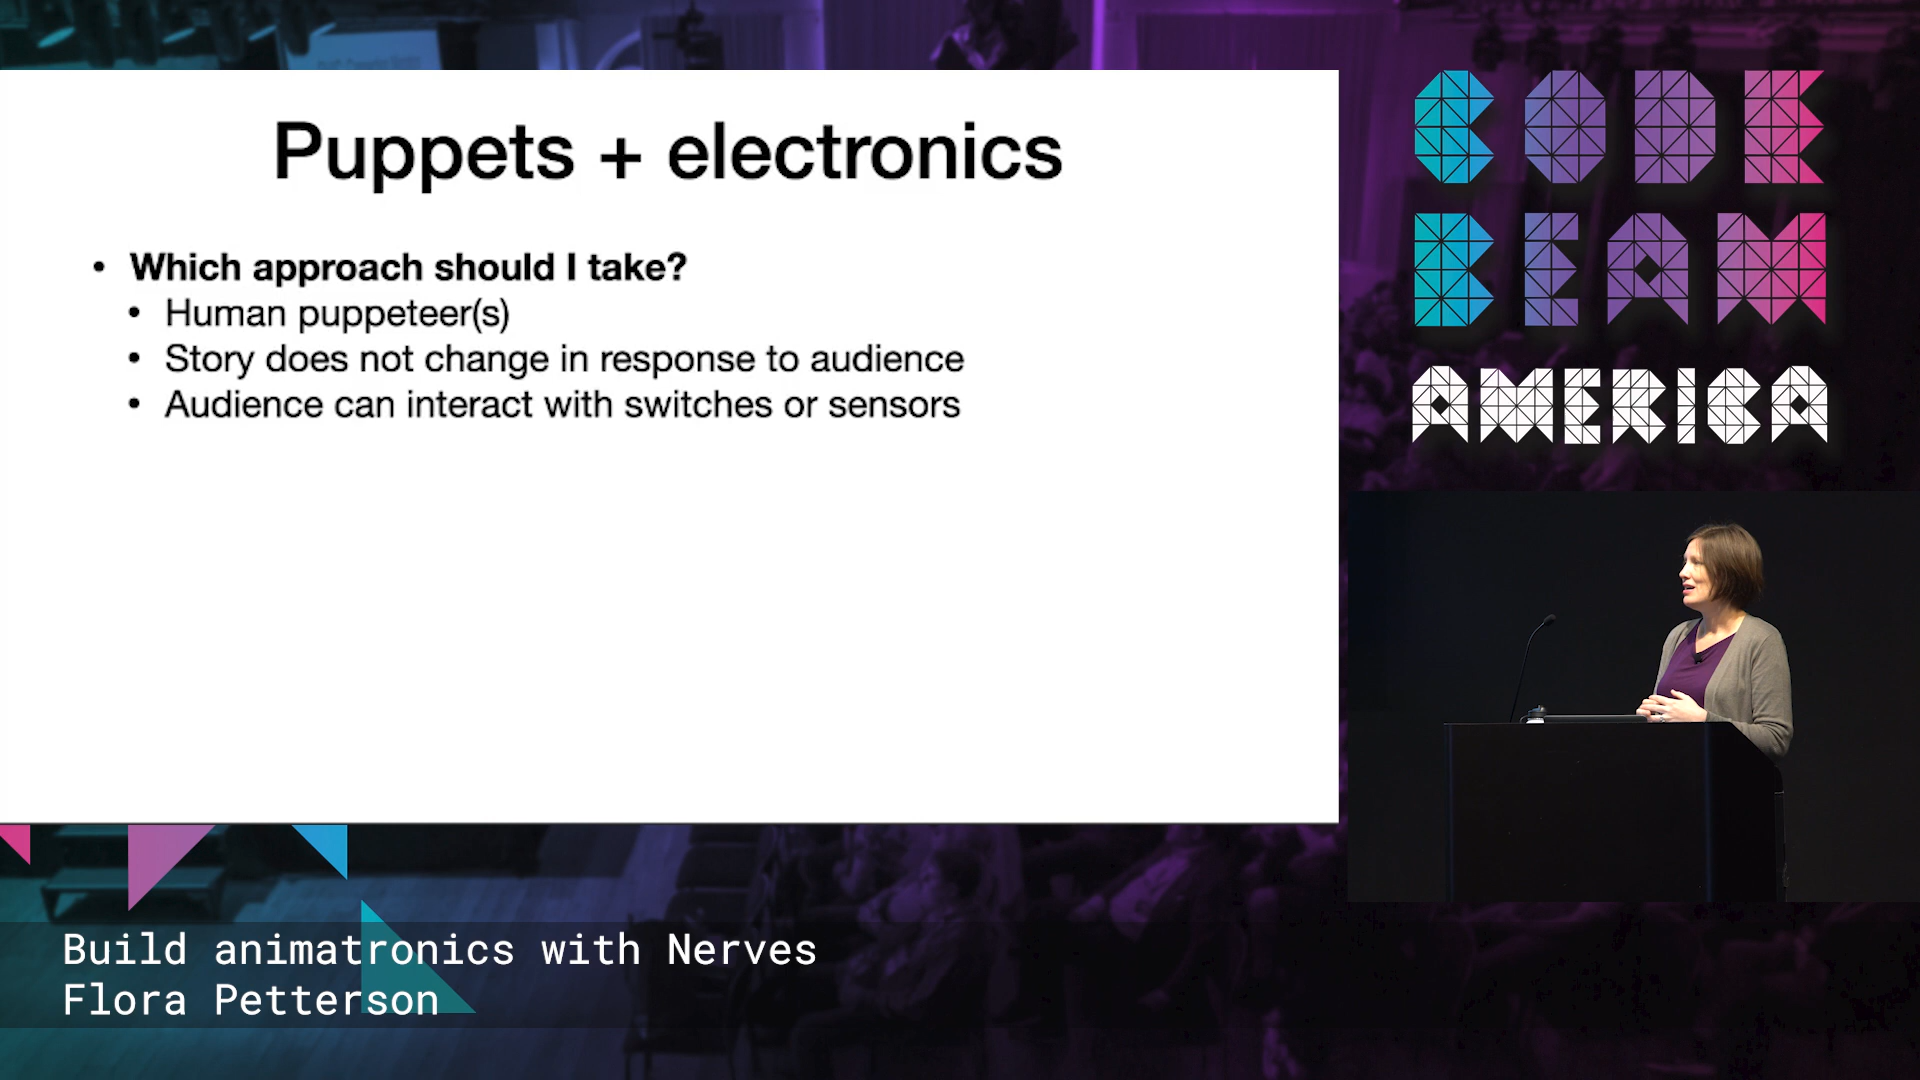 Puppets + electronics
• Which approach should I take?
• Human puppeteer(s)
• Story does not change in response to audience
• Audience can interact with switches or sensors
CODE
BEAM
AMERICA
Build animatronics with Nerves
Flora Petterson